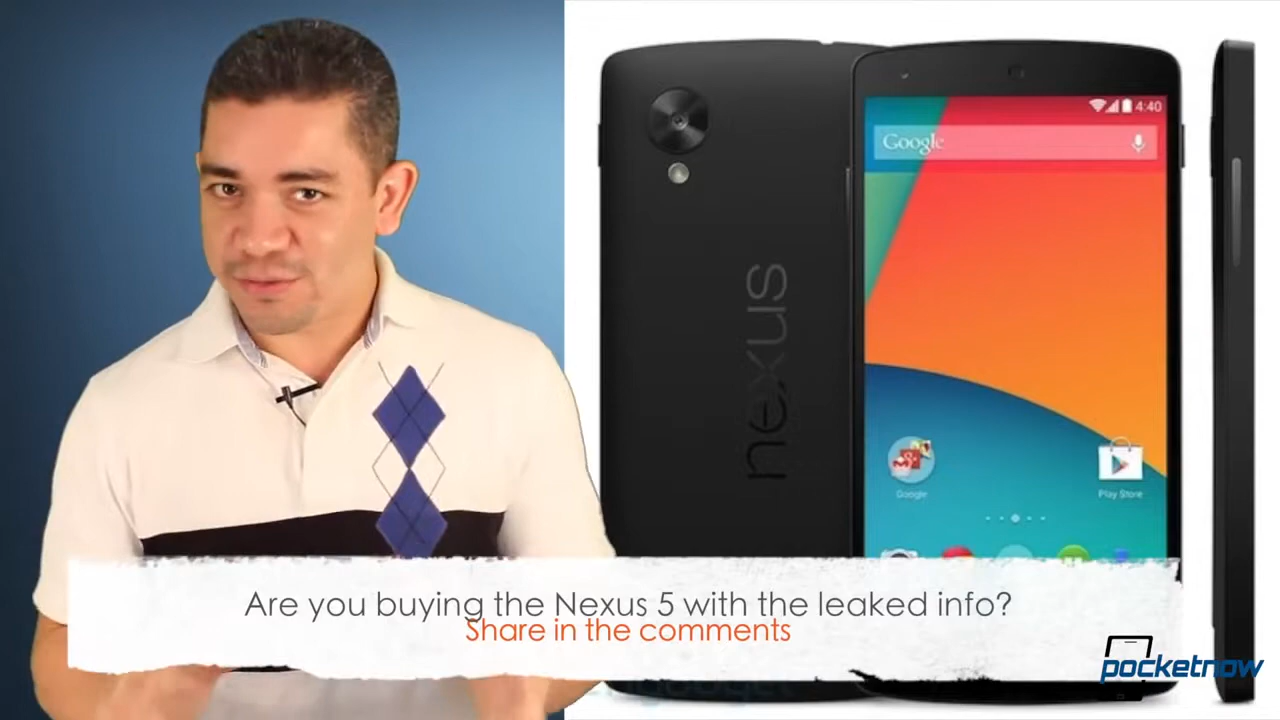 4:40
Google
nexus
Google
Play Store
Are you buying the Nexus 5 with the leaked info?
Share in the comments
pocketnow